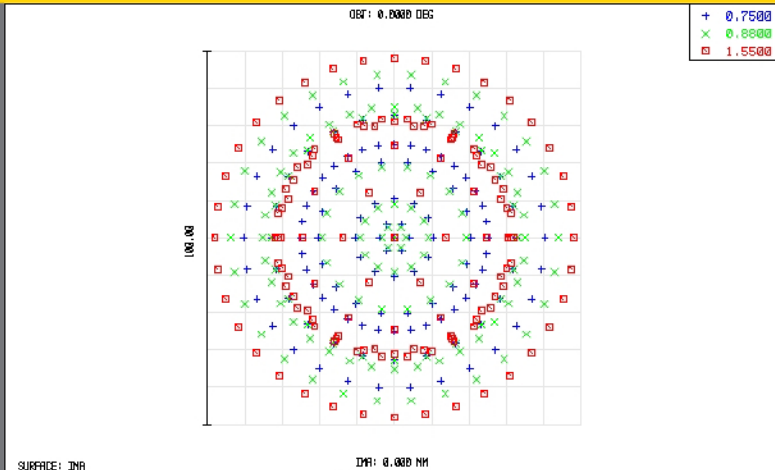 OBJ: 0.0000 DEG
+ 0.7500
× 0.8800
1.5500
100.00
IMA: 0.000 MM
SURFACE: IMA